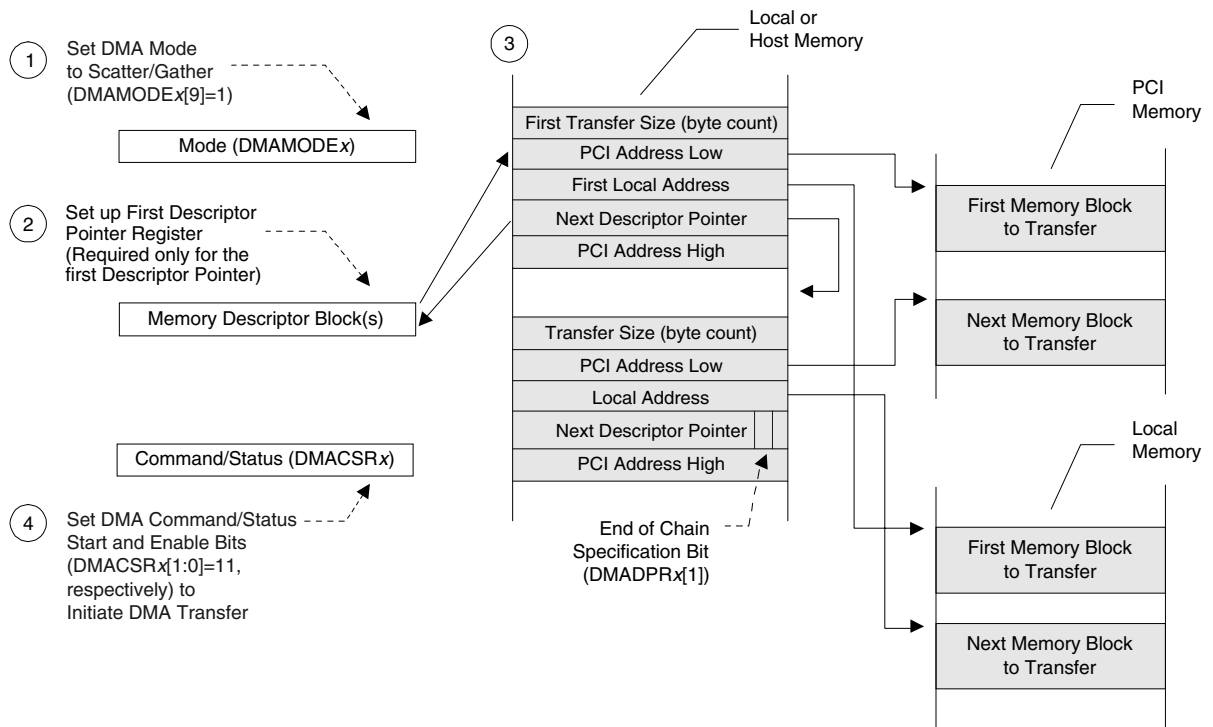 1
Set DMA Mode
to Scatter/Gather
(DMAMODEx[9]=1)
Mode (DMAMODEx)
2
Set up First Descriptor
Pointer Register
(Required only for the
first Descriptor Pointer)
Memory Descriptor Block(s)
Command/Status (DMACSRx)
4
Set DMA Command/Status
Start and Enable Bits
(DMACSRx[1:0]=11,
respectively) to
Initiate DMA Transfer
3
Local or
Host Memory
First Transfer Size (byte count)
PCI Address Low
First Local Address
Next Descriptor Pointer
PCI Address High
Transfer Size (byte count)
PCI Address Low
Local Address
Next Descriptor Pointer
PCI Address High
End of Chain
Specification Bit
(DMADPRx[1])
PCI
Memory
First Memory Block
to Transfer
Next Memory Block
to Transfer
Local
Memory
First Memory Block
to Transfer
Next Memory Block
to Transfer